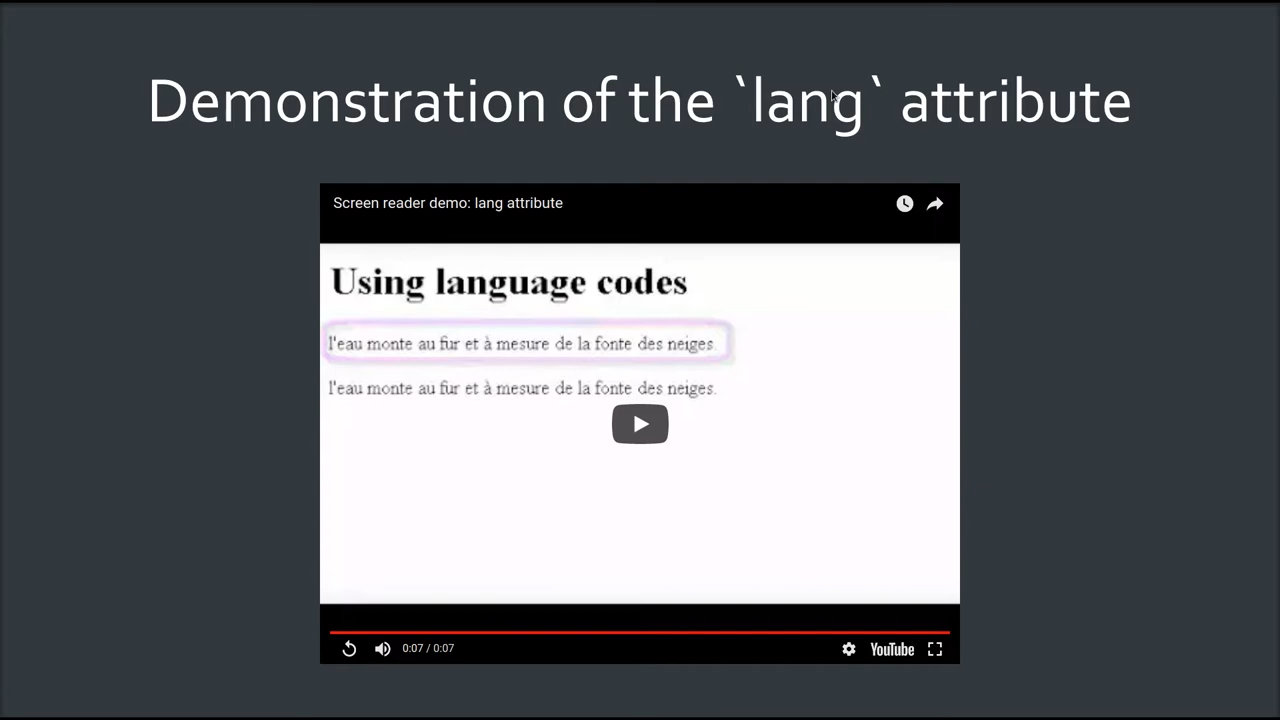 Demonstration of the `lang` attribute
Screen reader demo: lang attribute
Using language codes
l'eau monte au fur et à mesure de la fonte des neiges.
l'eau monte au fur et à mesure de la fonte des neiges.
0:07 / 0:07
YouTube